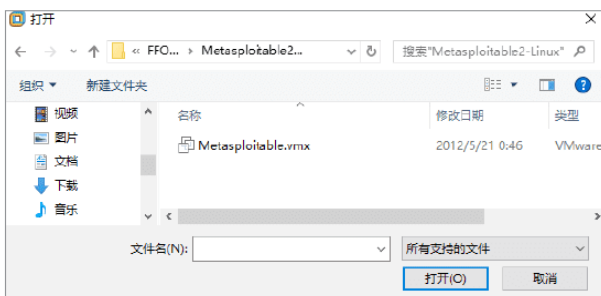 打开
« FFO... › Metasploitable2... 搜索"Metasploitable2-Linux"
组织 新建文件夹
视频
图片
文档
下载
音乐
名称 修改日期 类型
Metasploitable.vmx 2012/5/21 0:46 VMware
文件名(N): 所有支持的文件
打开(O) 取消